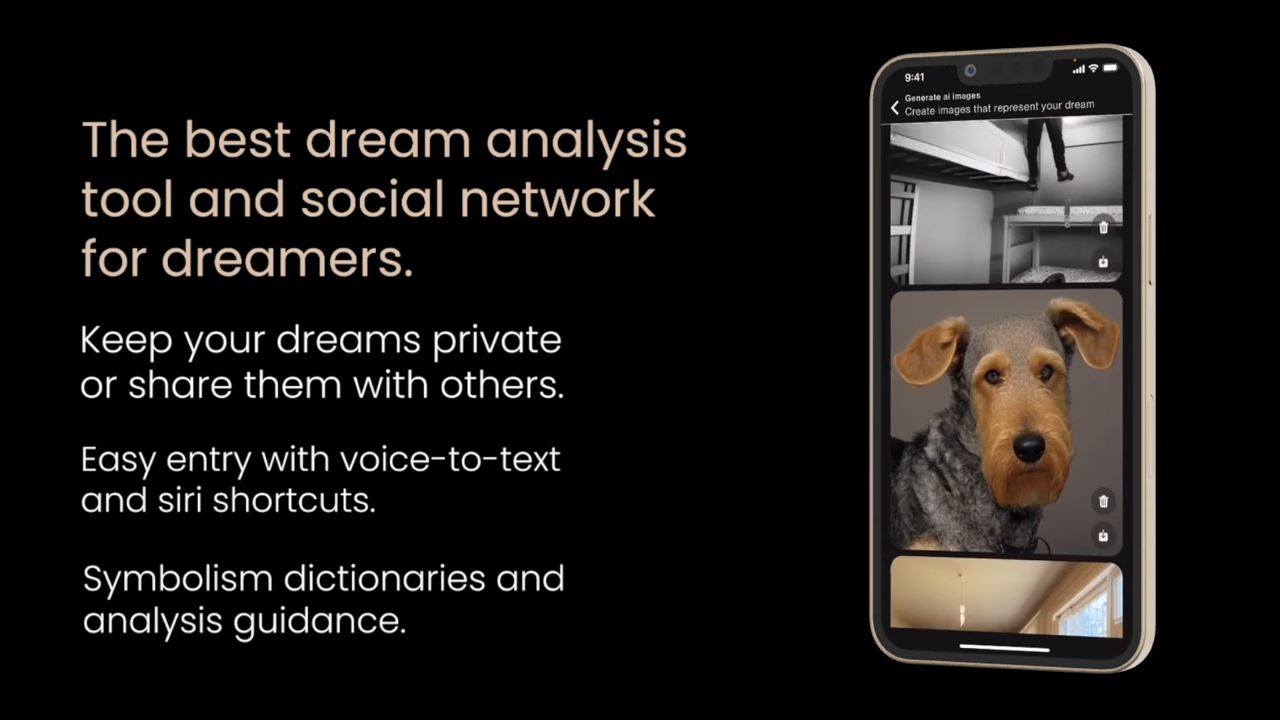 The best dream analysis
tool and social network
for dreamers.
Keep your dreams private
or share them with others.
Easy entry with voice-to-text
and siri shortcuts.
Symbolism dictionaries and
analysis guidance.
9:41
Generate ai images
Create images that represent your dream